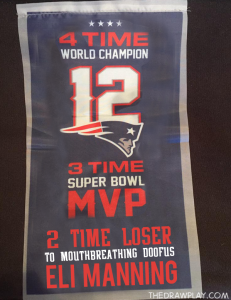 4 TIME
WORLD CHAMPION
12
3 TIME
SUPER BOWL
MVP
2 TIME LOSER
TO MOUTHBREATHING DOOFUS
ELI MANNING
THEDRAWPLAY.COM